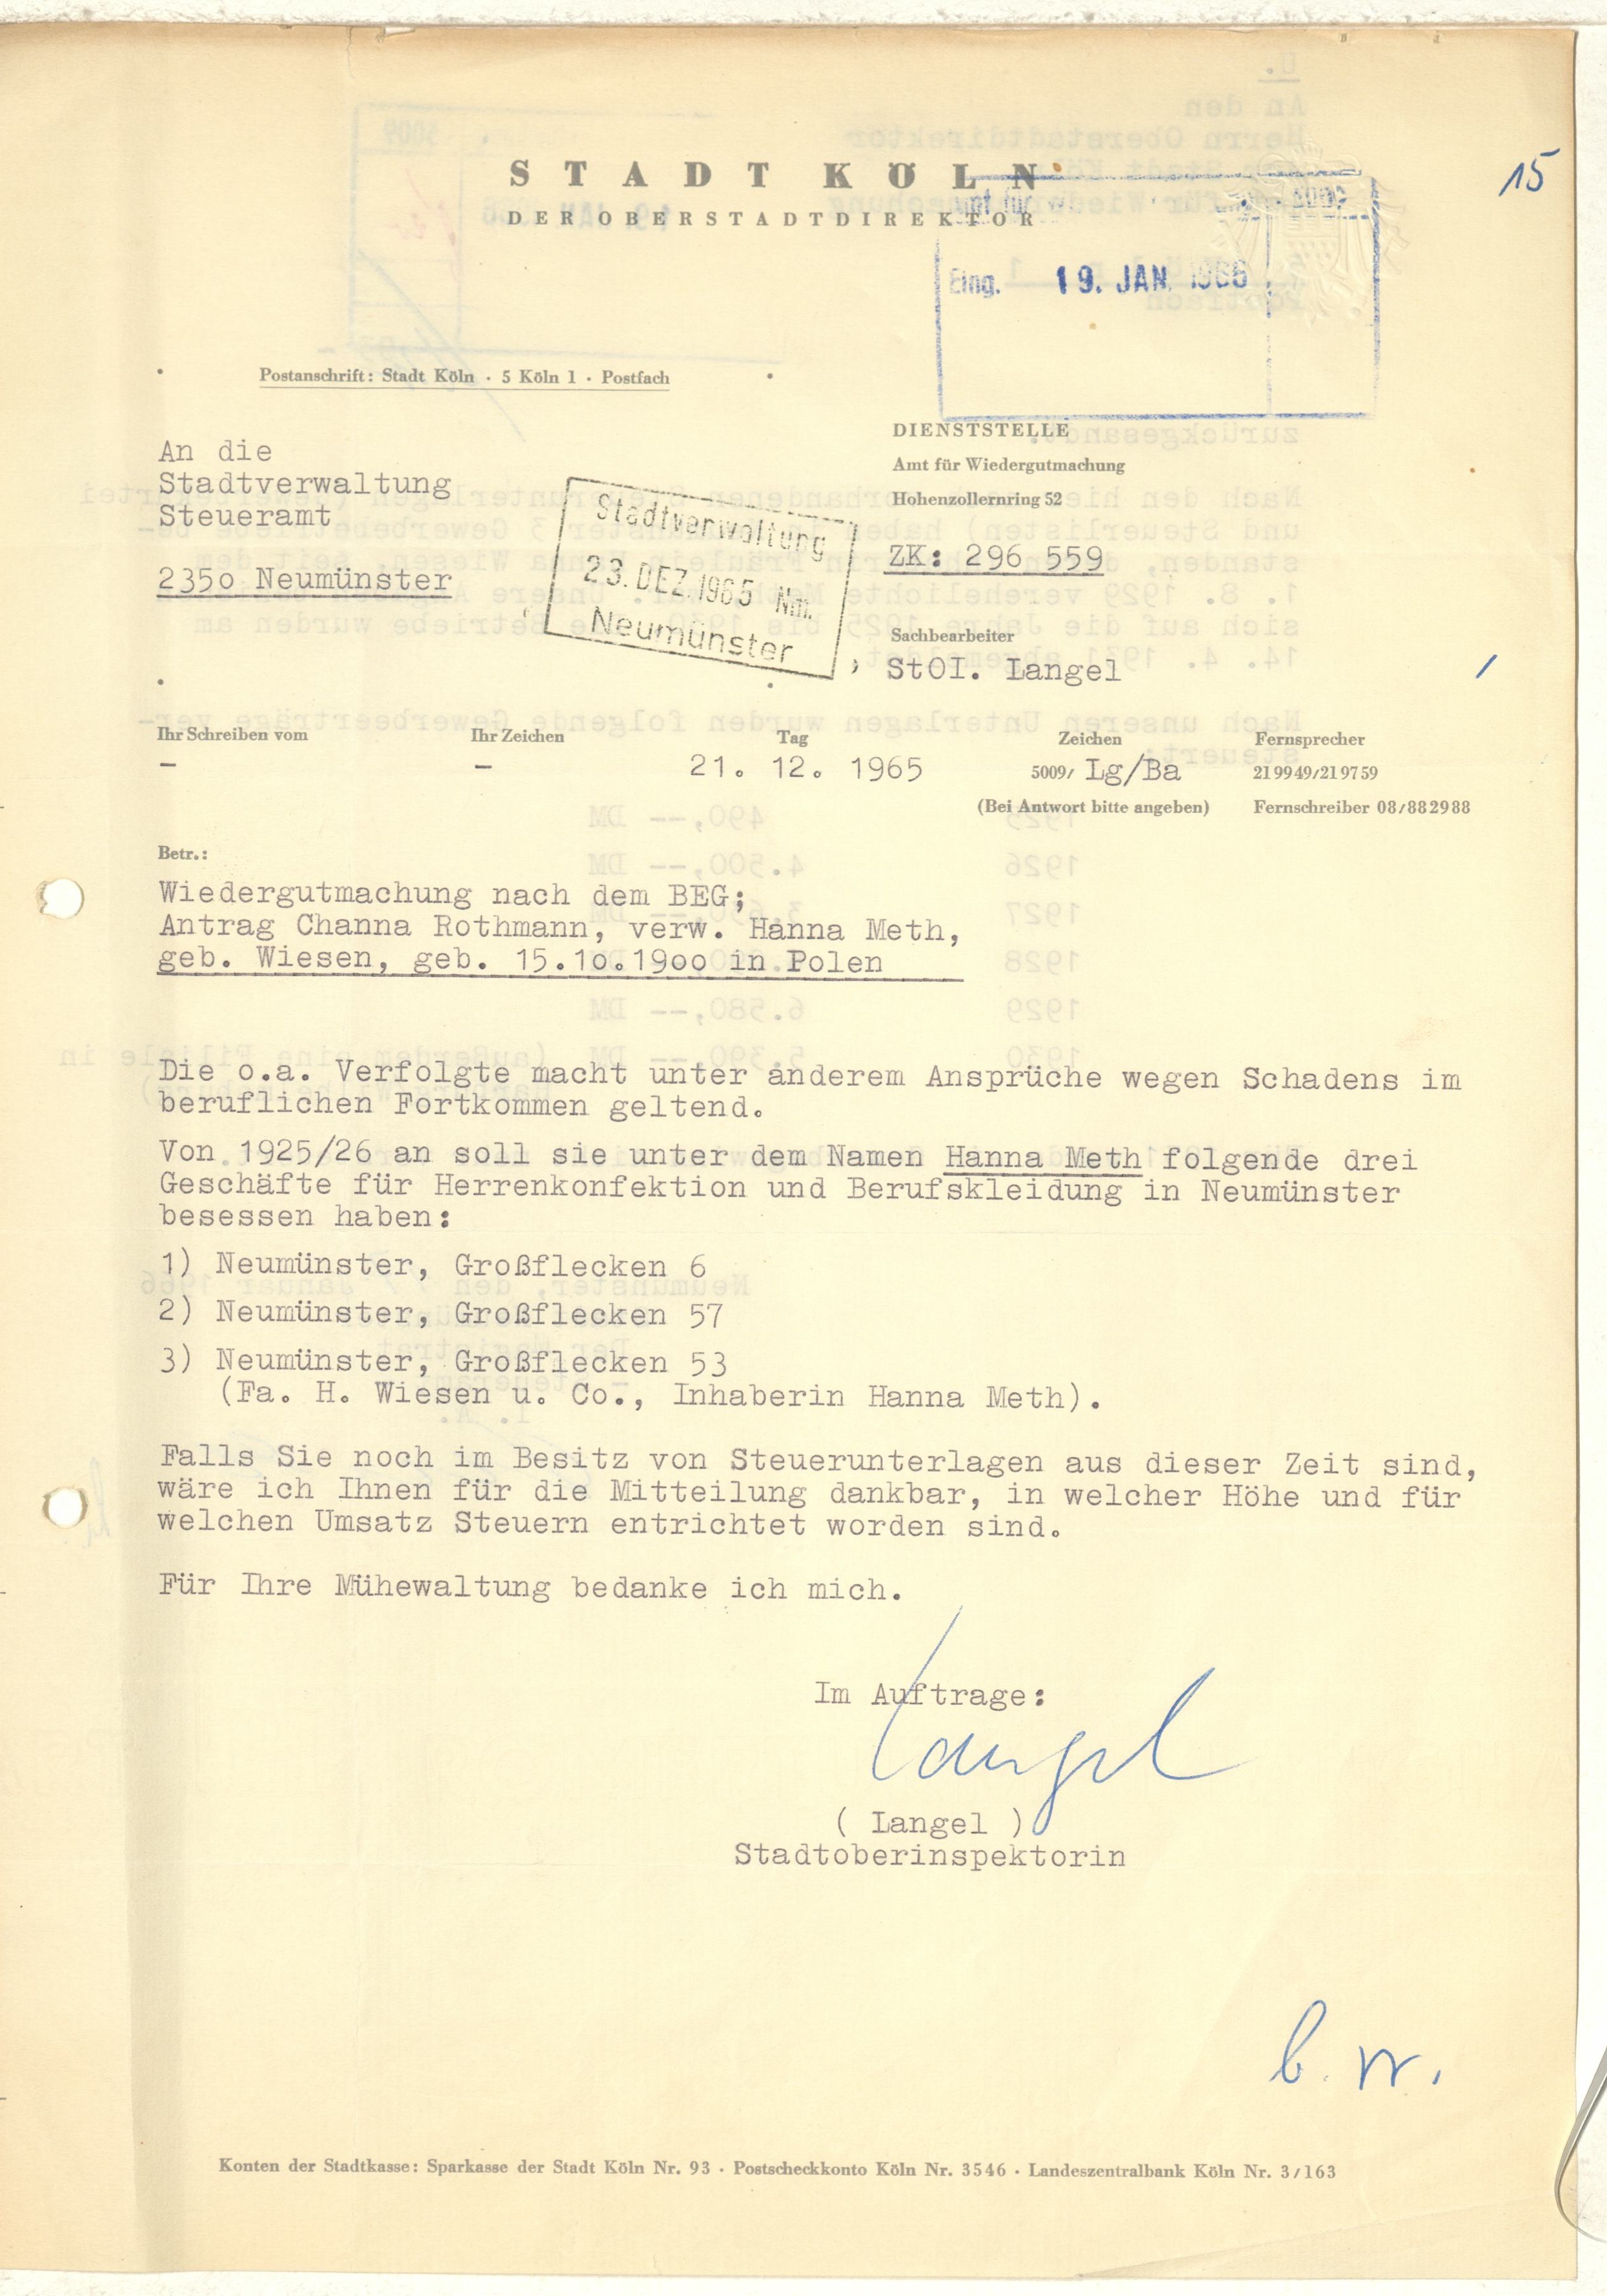 15
STADT KÖLN
DER OBERSTADTDIREKTOR
Eing. 19. JAN. 1966
Postanschrift: Stadt Köln · 5 Köln 1 · Postfach
An die
Stadtverwaltung
Steueramt
235o Neumünster
Stadtverwaltung
23. DEZ. 1965 Nm.
Neumünster
DIENSTSTELLE
Amt für Wiedergutmachung
Hohenzollernring 52
ZK: 296 559
Sachbearbeiter
StOI. Langel
Ihr Schreiben vom Ihr Zeichen Tag Zeichen Fernsprecher
– – 21. 12. 1965 5009/ Lg/Ba 219949/219759
(Bei Antwort bitte angeben) Fernschreiber 08/882988
Betr.:
Wiedergutmachung nach dem BEG;
Antrag Channa Rothmann, verw. Hanna Meth,
geb. Wiesen, geb. 15.1o.19oo in Polen
Die o.a. Verfolgte macht unter anderem Ansprüche wegen Schadens im
beruflichen Fortkommen geltend.
Von 1925/26 an soll sie unter dem Namen Hanna Meth folgende drei
Geschäfte für Herrenkonfektion und Berufskleidung in Neumünster
besessen haben:
1) Neumünster, Großflecken 6
2) Neumünster, Großflecken 57
3) Neumünster, Großflecken 53
(Fa. H. Wiesen u. Co., Inhaberin Hanna Meth).
Falls Sie noch im Besitz von Steuerunterlagen aus dieser Zeit sind,
wäre ich Ihnen für die Mitteilung dankbar, in welcher Höhe und für
welchen Umsatz Steuern entrichtet worden sind.
Für Ihre Mühewaltung bedanke ich mich.
Im Auftrage:
Langel
( Langel )
Stadtoberinspektorin
b. w.
Konten der Stadtkasse: Sparkasse der Stadt Köln Nr. 93 · Postscheckkonto Köln Nr. 3546 · Landeszentralbank Köln Nr. 3/163